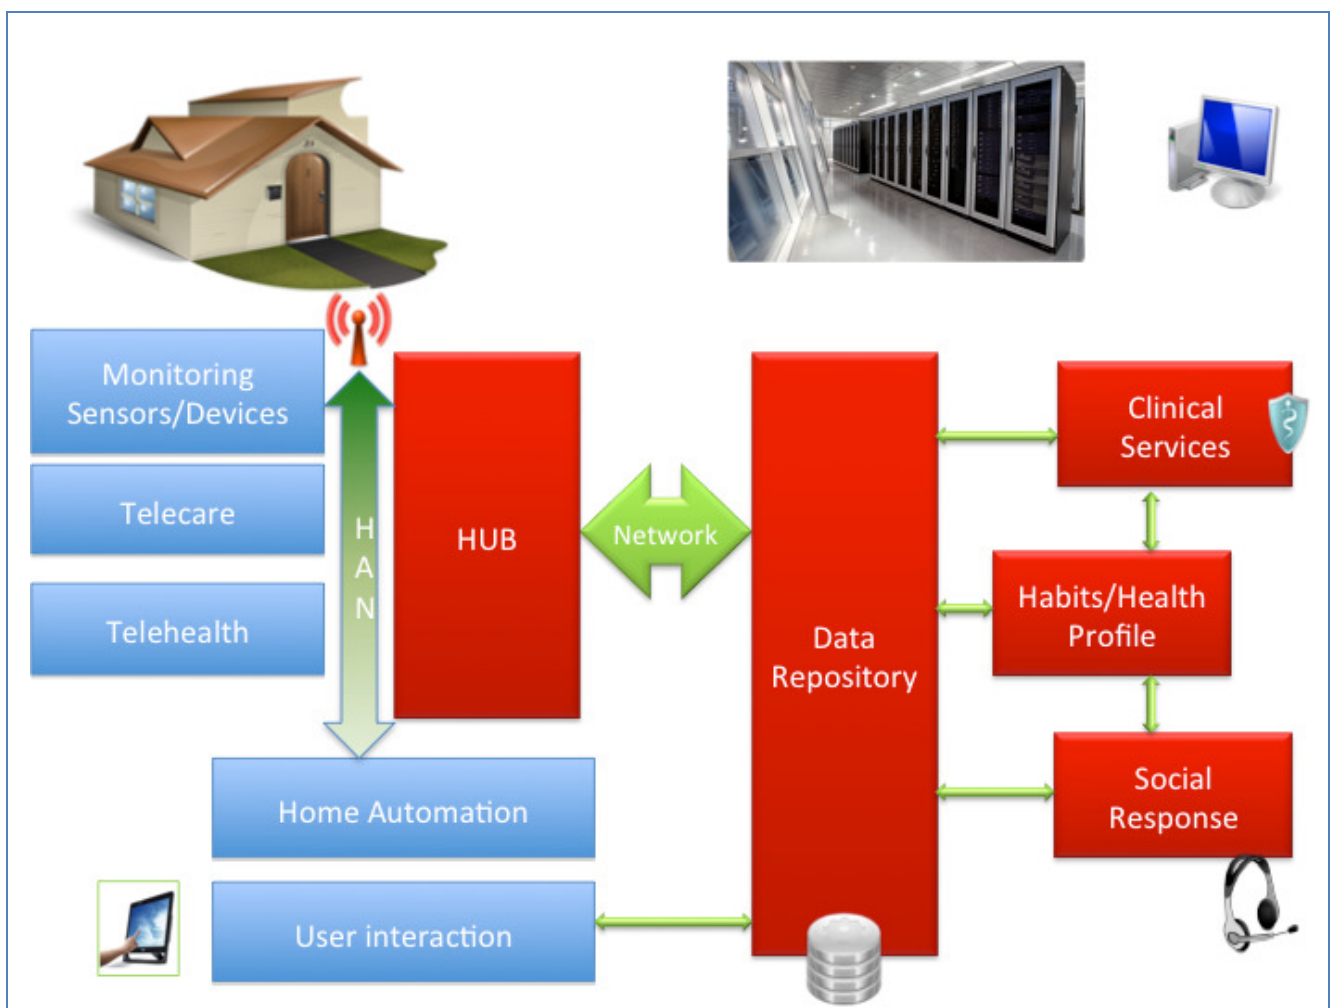 Monitoring
Sensors/Devices
Telecare
Telehealth
H
A
N
HUB
Network
Data
Repository
Clinical
Services
Habits/Health
Profile
Social
Response
Home Automation
User interaction